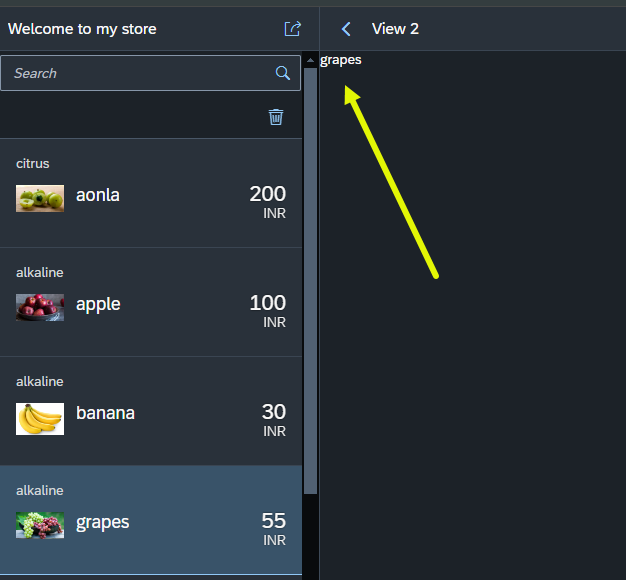 Welcome to my store
View 2
Search
grapes
citrus
aonla
200
INR
alkaline
apple
100
INR
alkaline
banana
30
INR
alkaline
grapes
55
INR